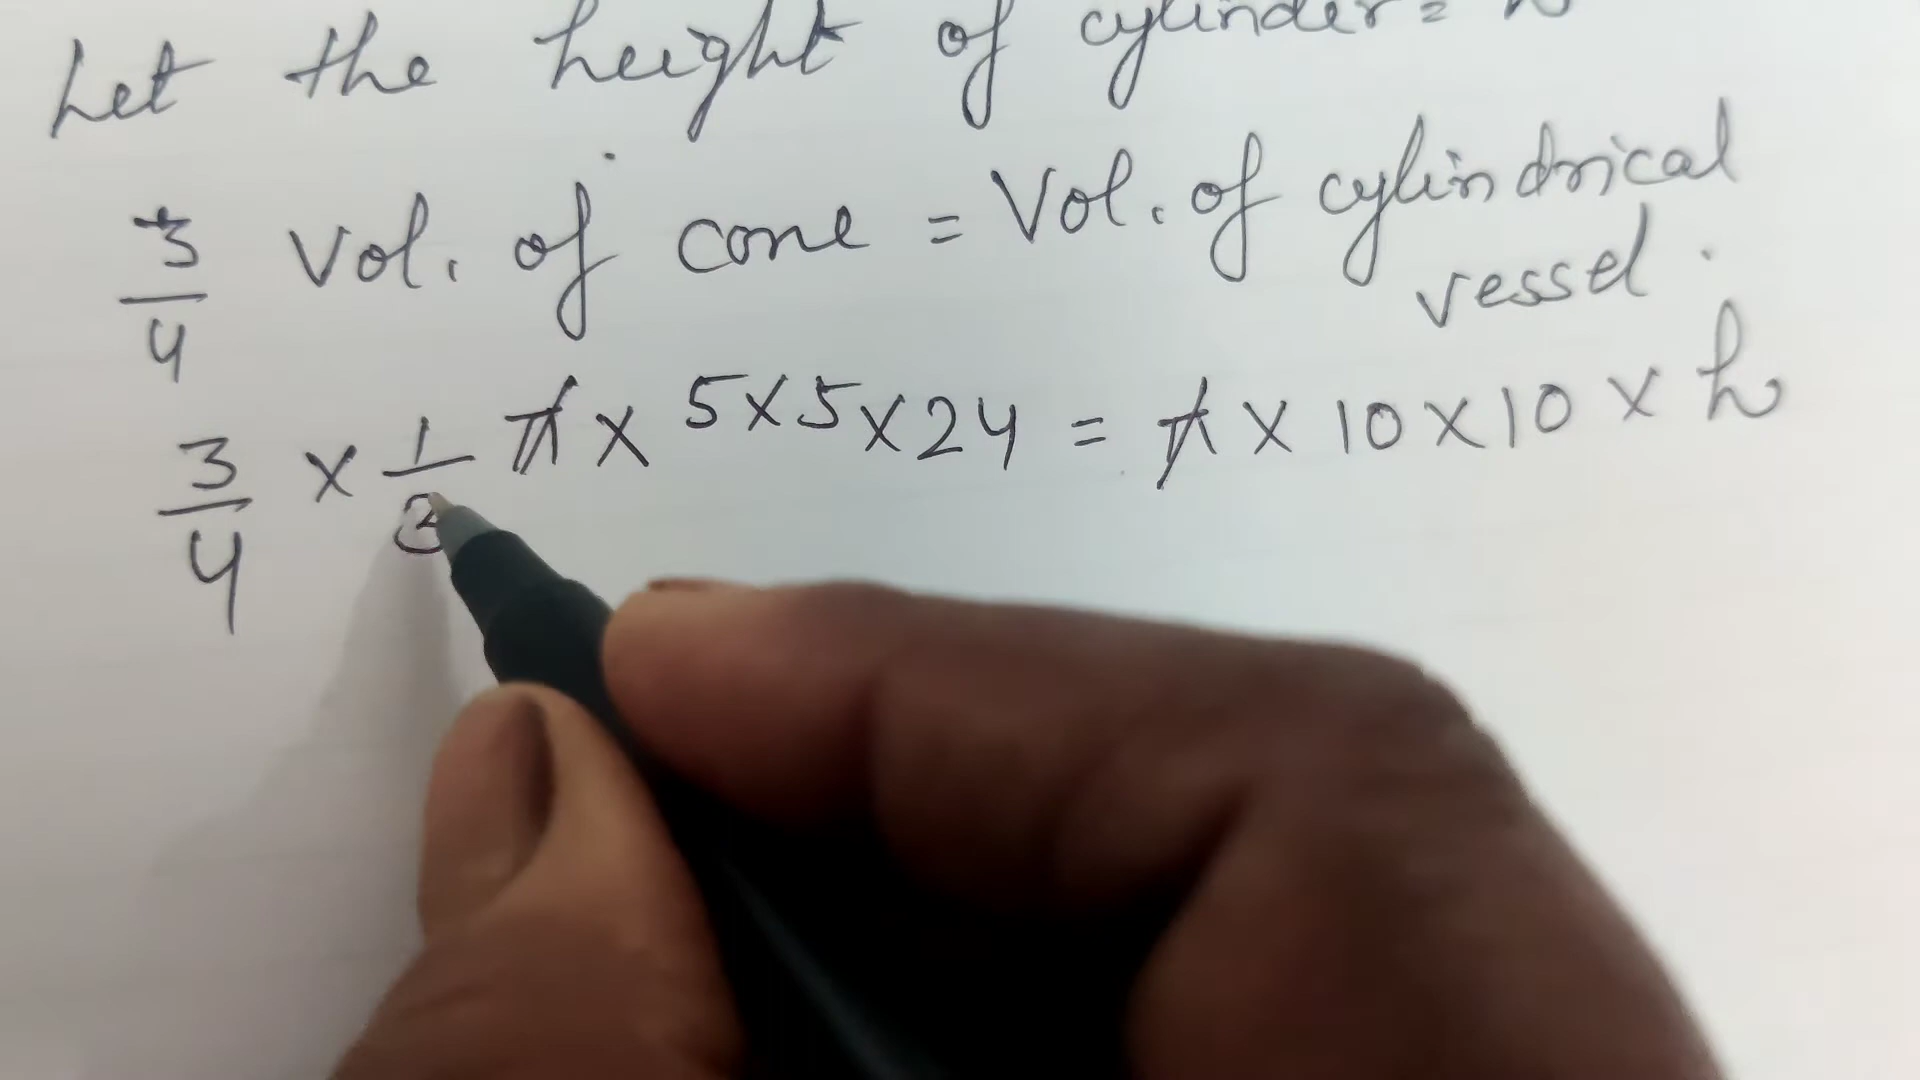 Let the height of cylinder = h
3/4 Vol. of cone = Vol. of cylindrical
vessel.
3/4 × 1/3 π × 5×5×24 = π × 10×10 × h